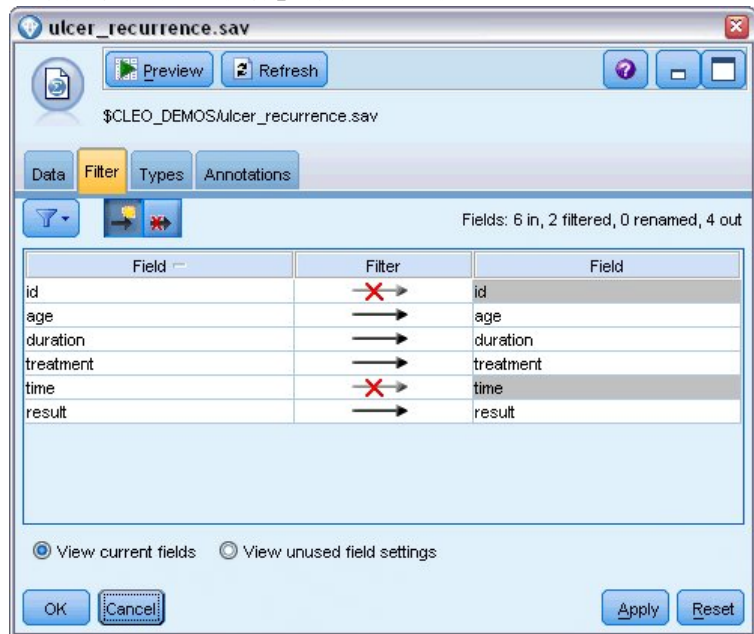 ulcer_recurrence.sav
Preview Refresh
$CLEO_DEMOS/ulcer_recurrence.sav
Data Filter Types Annotations
Fields: 6 in, 2 filtered, 0 renamed, 4 out
Field Filter Field
id id
age age
duration duration
treatment treatment
time time
result result
View current fields View unused field settings
OK Cancel Apply Reset